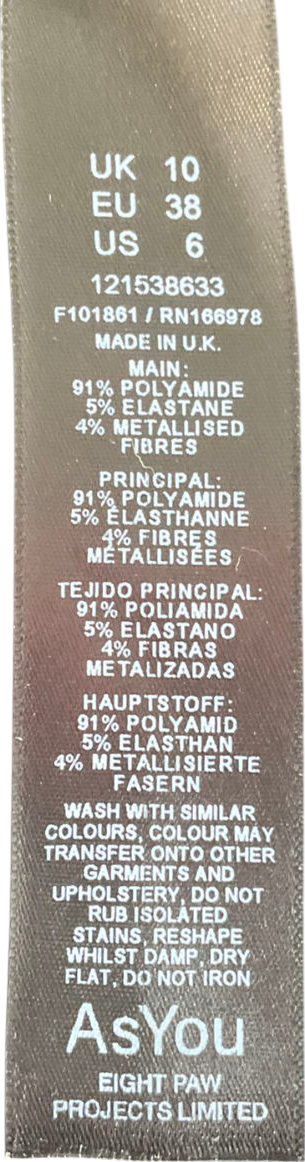 UK 10
EU 38
US 6
121538633
F101861 / RN166978
MADE IN U.K.
MAIN:
91% POLYAMIDE
5% ELASTANE
4% METALLISED
FIBRES
PRINCIPAL:
91% POLYAMIDE
5% ÉLASTHANNE
4% FIBRES
MÉTALLISÉES
TEJIDO PRINCIPAL:
91% POLIAMIDA
5% ELASTANO
4% FIBRAS
METALIZADAS
HAUPTSTOFF:
91% POLYAMID
5% ELASTHAN
4% METALLISIERTE
FASERN
WASH WITH SIMILAR
COLOURS, COLOUR MAY
TRANSFER ONTO OTHER
GARMENTS AND
UPHOLSTERY, DO NOT
RUB ISOLATED
STAINS, RESHAPE
WHILST DAMP, DRY
FLAT, DO NOT IRON
AsYou
EIGHT PAW
PROJECTS LIMITED